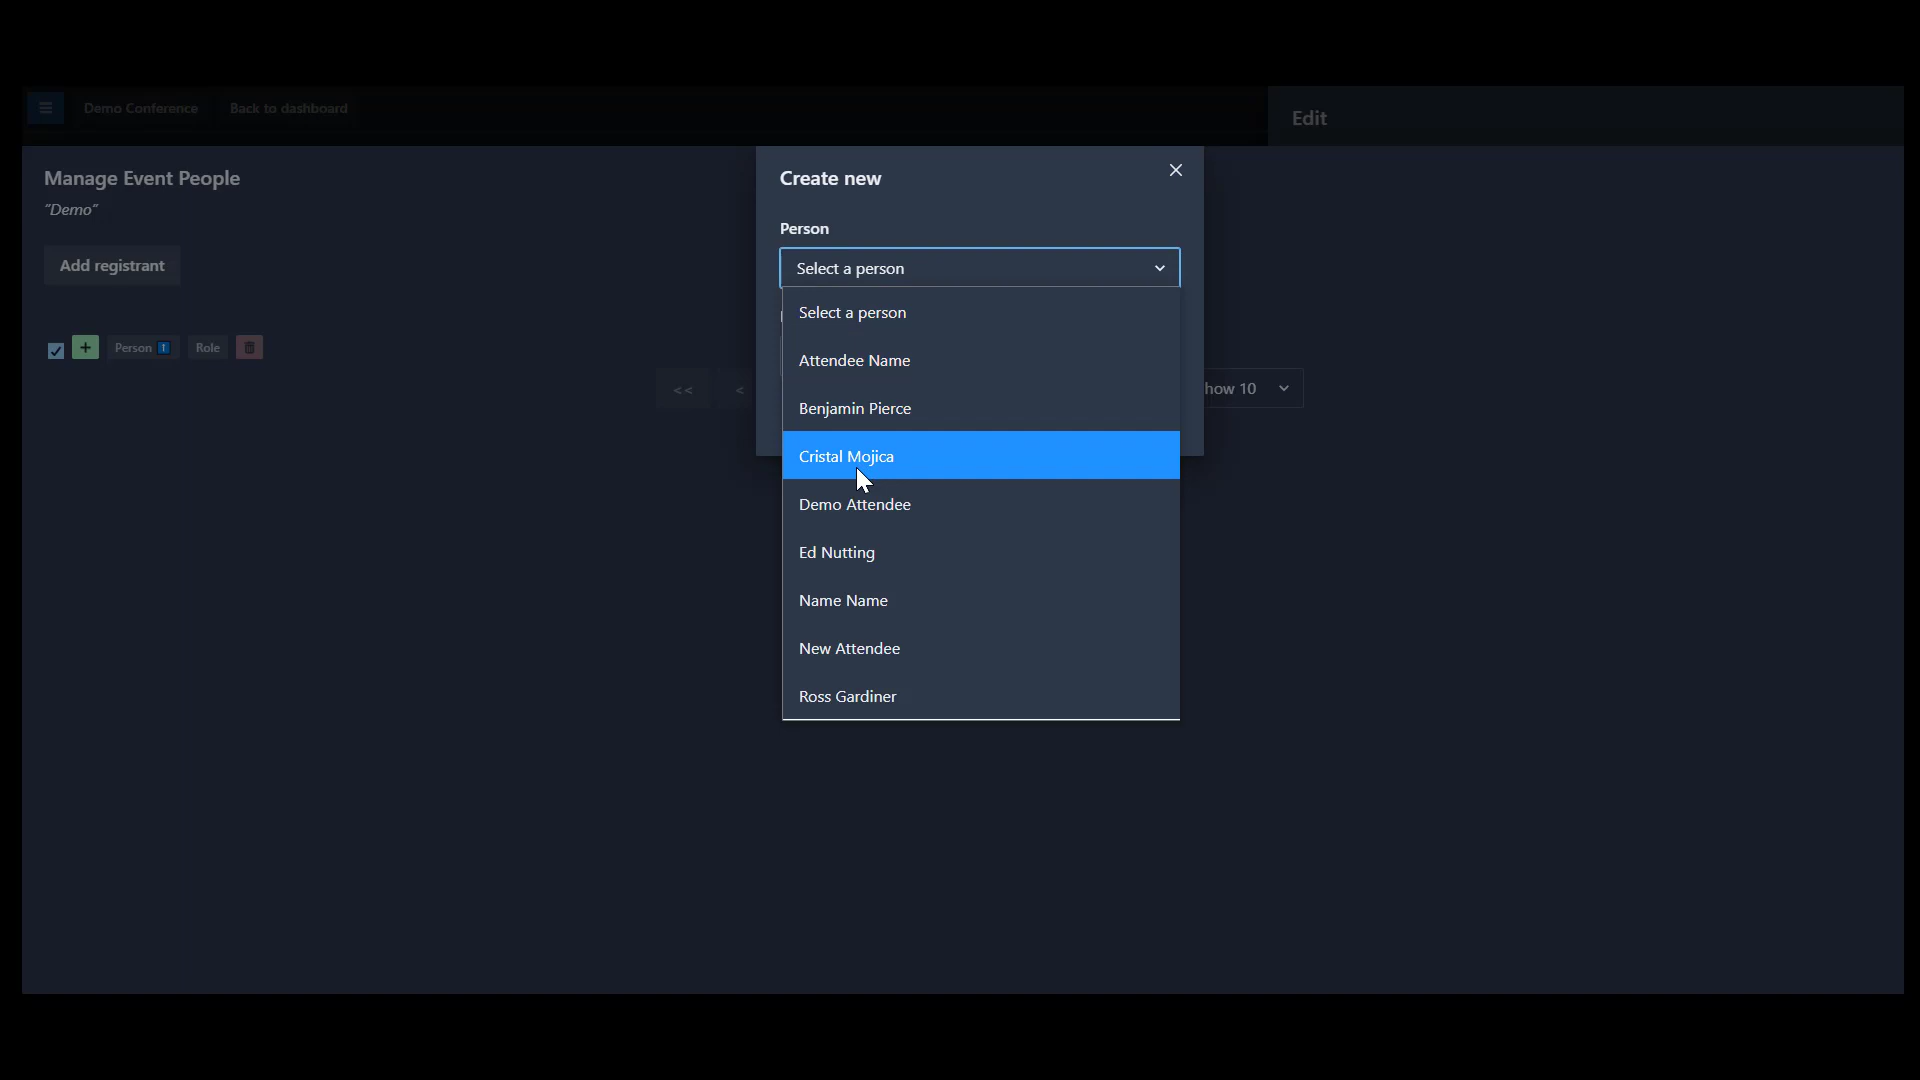 Demo Conference Back to dashboard
Edit
Manage Event People
"Demo"
Add registrant
Person Role
<< <
Create new
Person
Select a person
Select a person
Attendee Name
Benjamin Pierce
Cristal Mojica
Demo Attendee
Ed Nutting
Name Name
New Attendee
Ross Gardiner
how 10